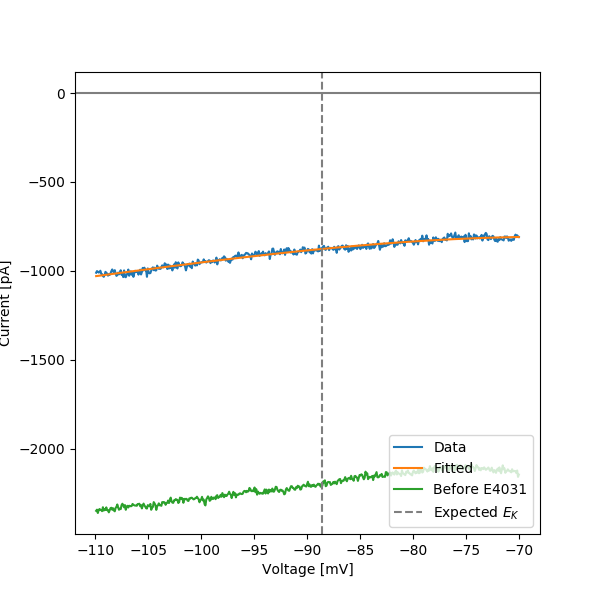 0
−500
−1000
−1500
−2000
Current [pA]
Data
Fitted
Before E4031
Expected E_K
−110 −105 −100 −95 −90 −85 −80 −75 −70
Voltage [mV]